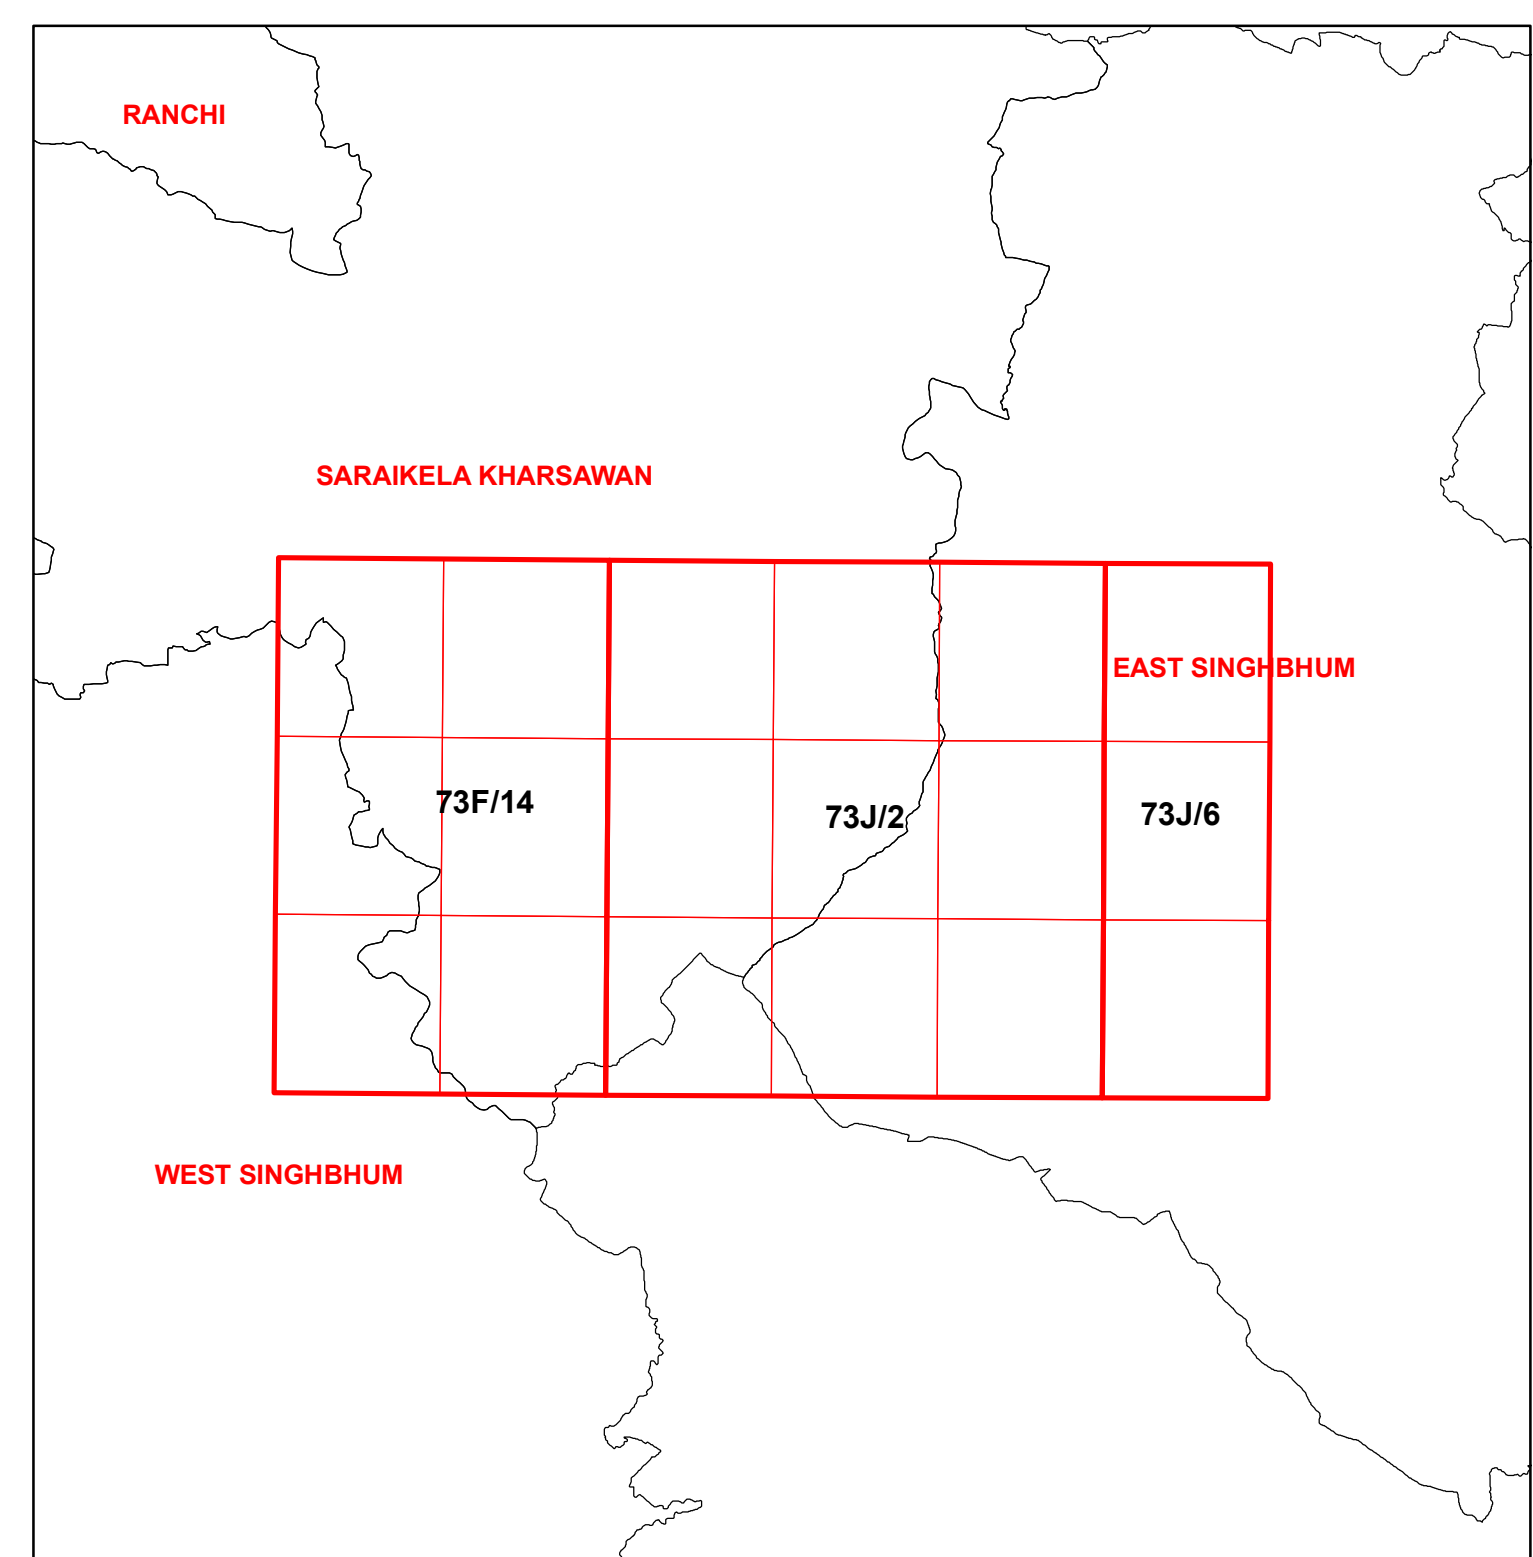 RANCHI
SARAIKELA KHARSAWAN
EAST SINGHBHUM
73F/14
73J/2
73J/6
WEST SINGHBHUM